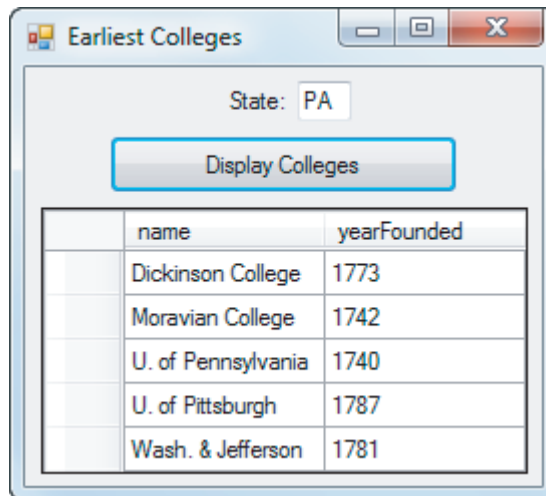 Earliest Colleges
State: PA
Display Colleges
name yearFounded
Dickinson College 1773
Moravian College 1742
U. of Pennsylvania 1740
U. of Pittsburgh 1787
Wash. & Jefferson 1781